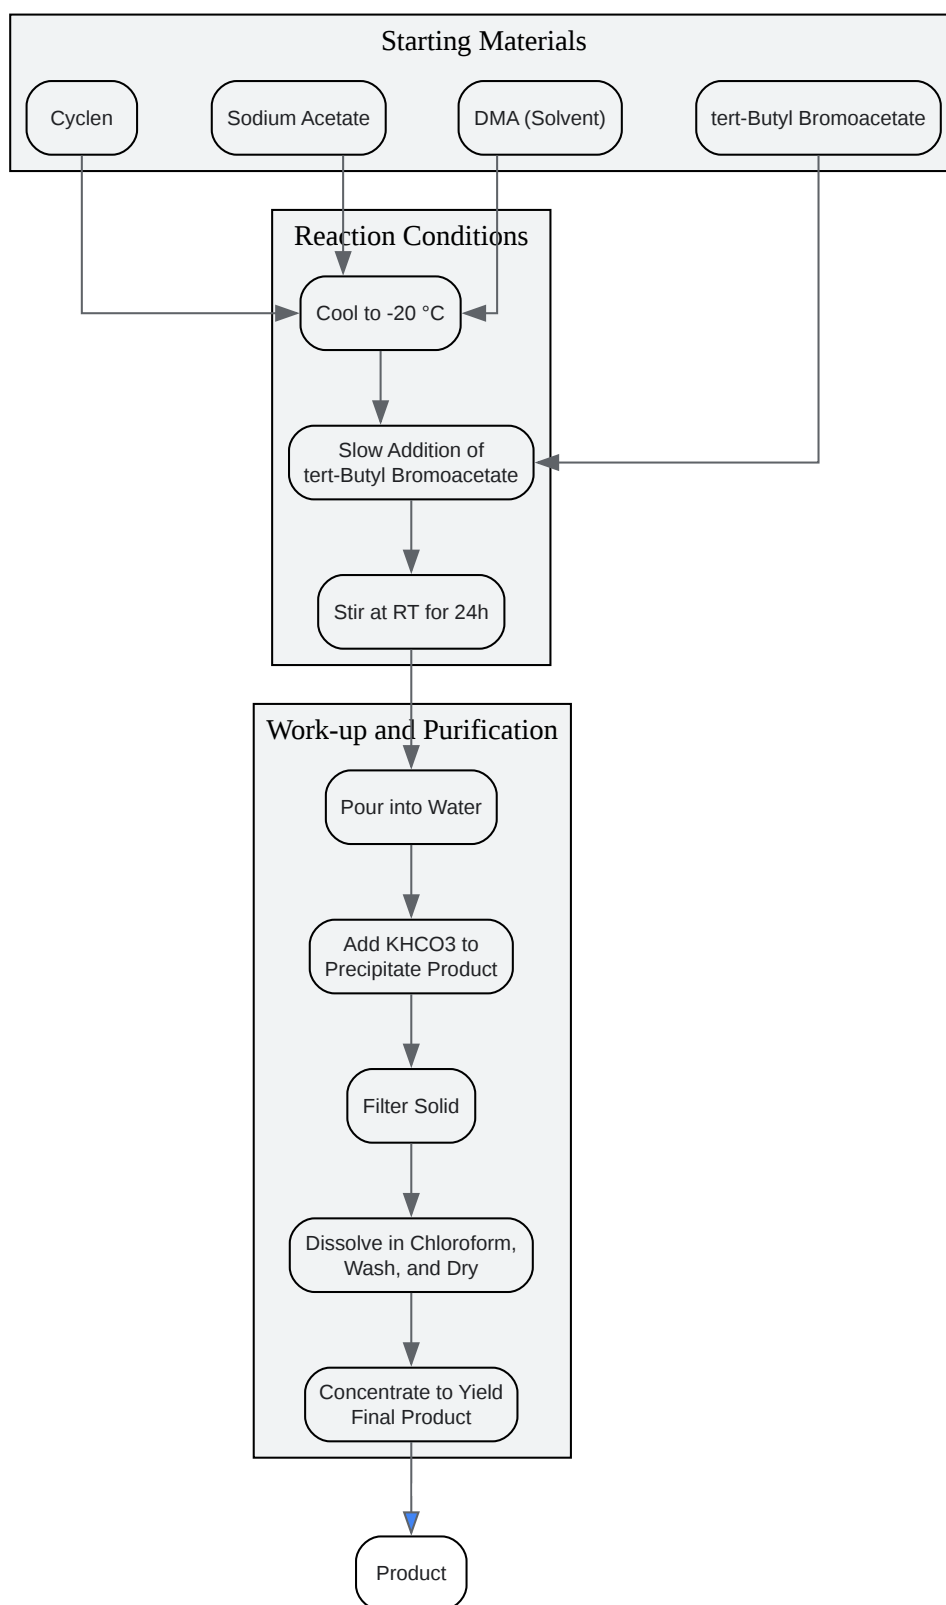 Starting Materials
Cyclen
Sodium Acetate
DMA (Solvent)
tert-Butyl Bromoacetate
Reaction Conditions
Cool to -20 °C
Slow Addition of
tert-Butyl Bromoacetate
Stir at RT for 24h
Work-up and Purification
Pour into Water
Add KHCO3 to
Precipitate Product
Filter Solid
Dissolve in Chloroform,
Wash, and Dry
Concentrate to Yield
Final Product
Product